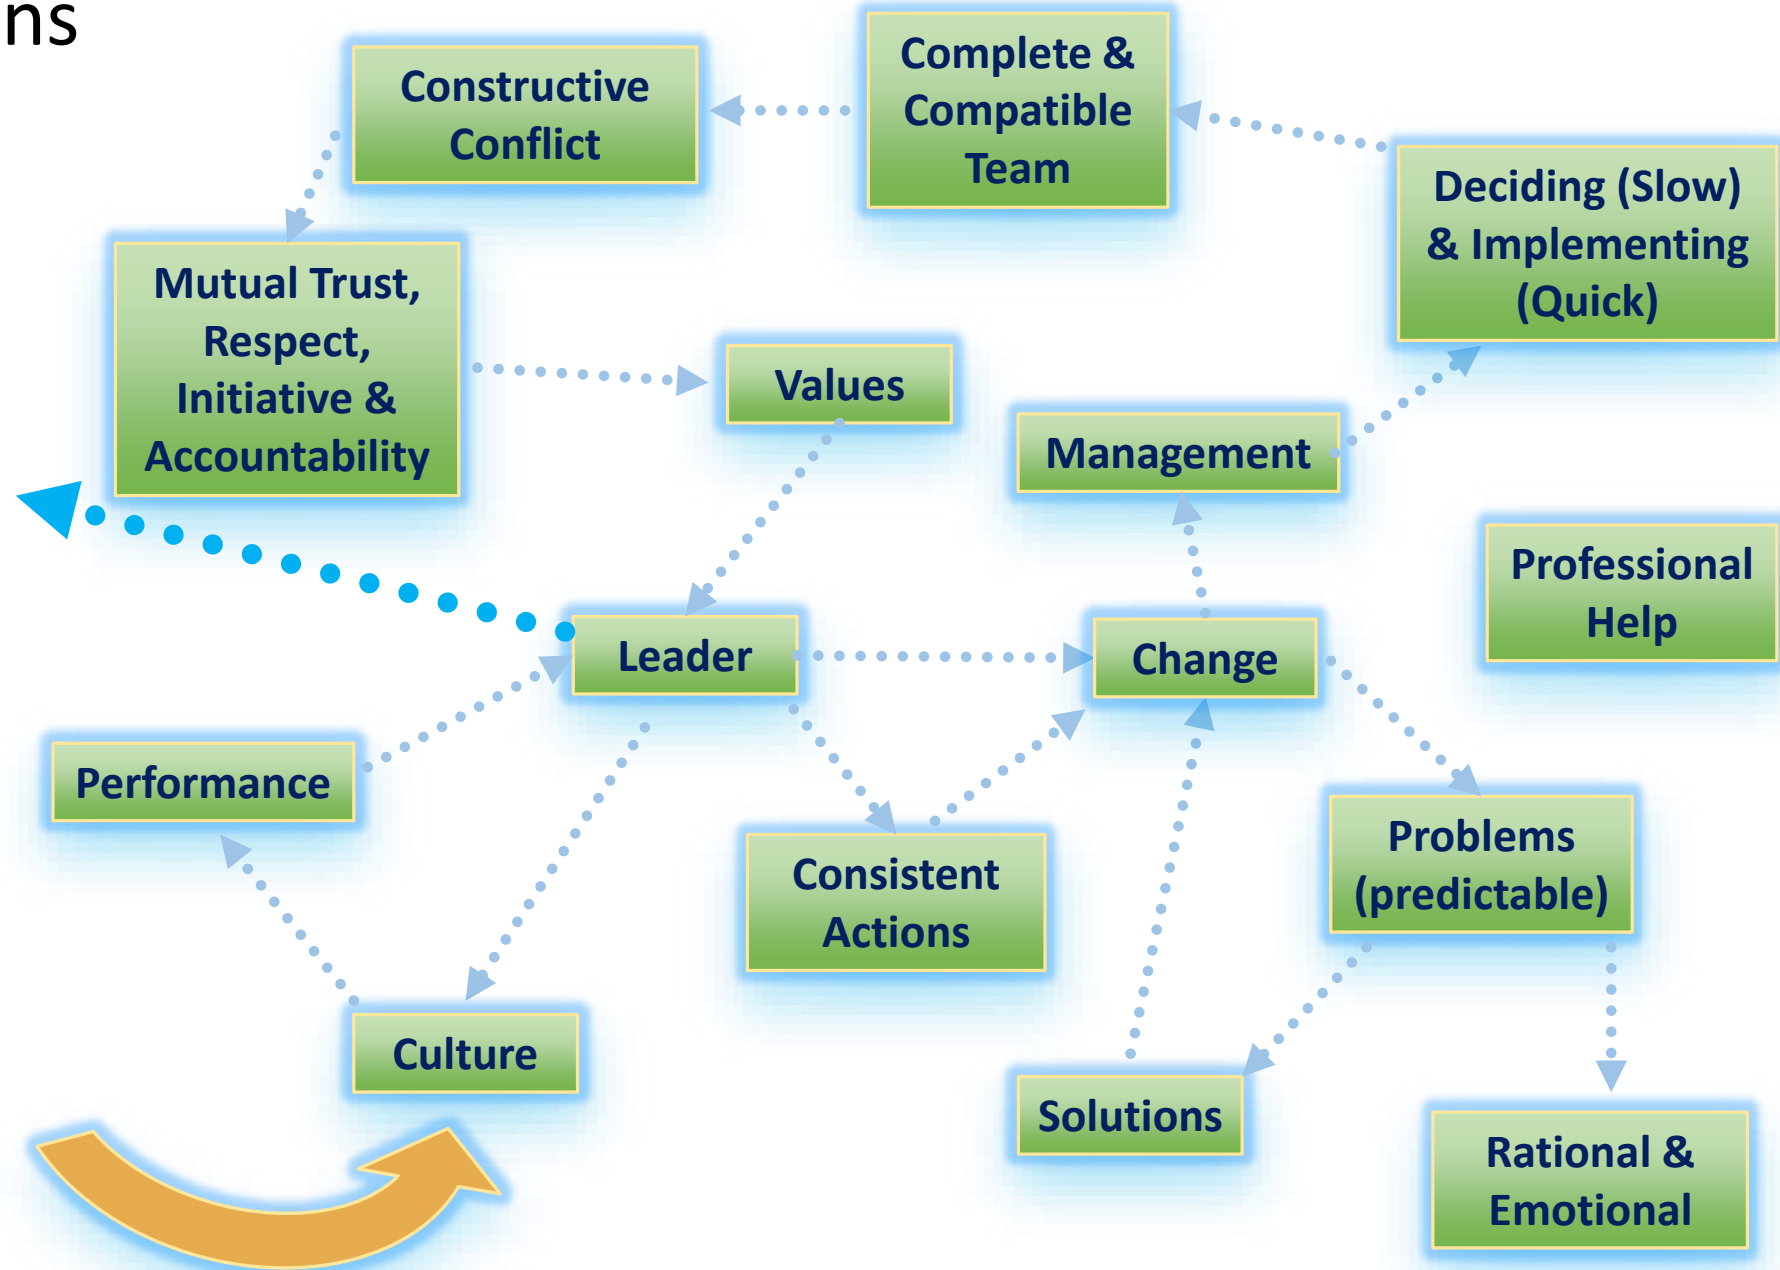 ns
Constructive
Conflict
Complete &
Compatible
Team
Deciding (Slow)
& Implementing
(Quick)
Mutual Trust,
Respect,
Initiative &
Accountability
Values
Management
Professional
Help
Leader
Change
Performance
Consistent
Actions
Problems
(predictable)
Culture
Solutions
Rational &
Emotional